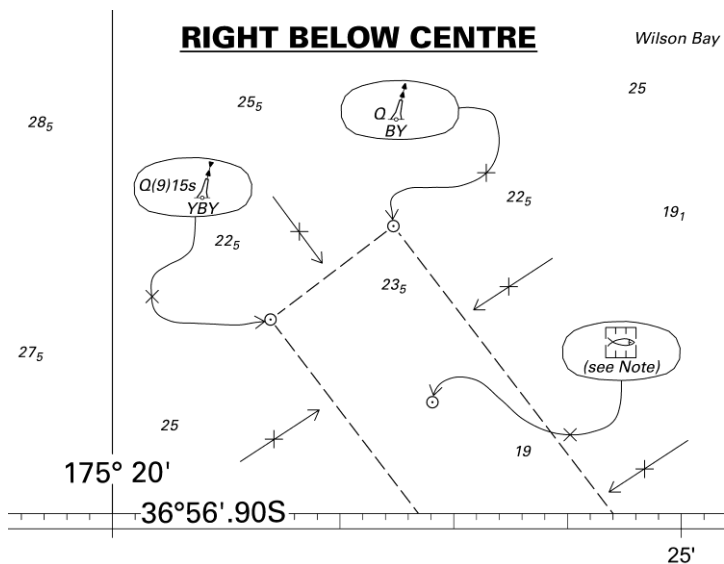 RIGHT BELOW CENTRE
Wilson Bay
25
25₅
28₅
Q
BY
Q(9)15s
YBY
22₅
19₁
22₅
23₅
27₅
(see Note)
25
19
175° 20'
36°56'.90S
25'